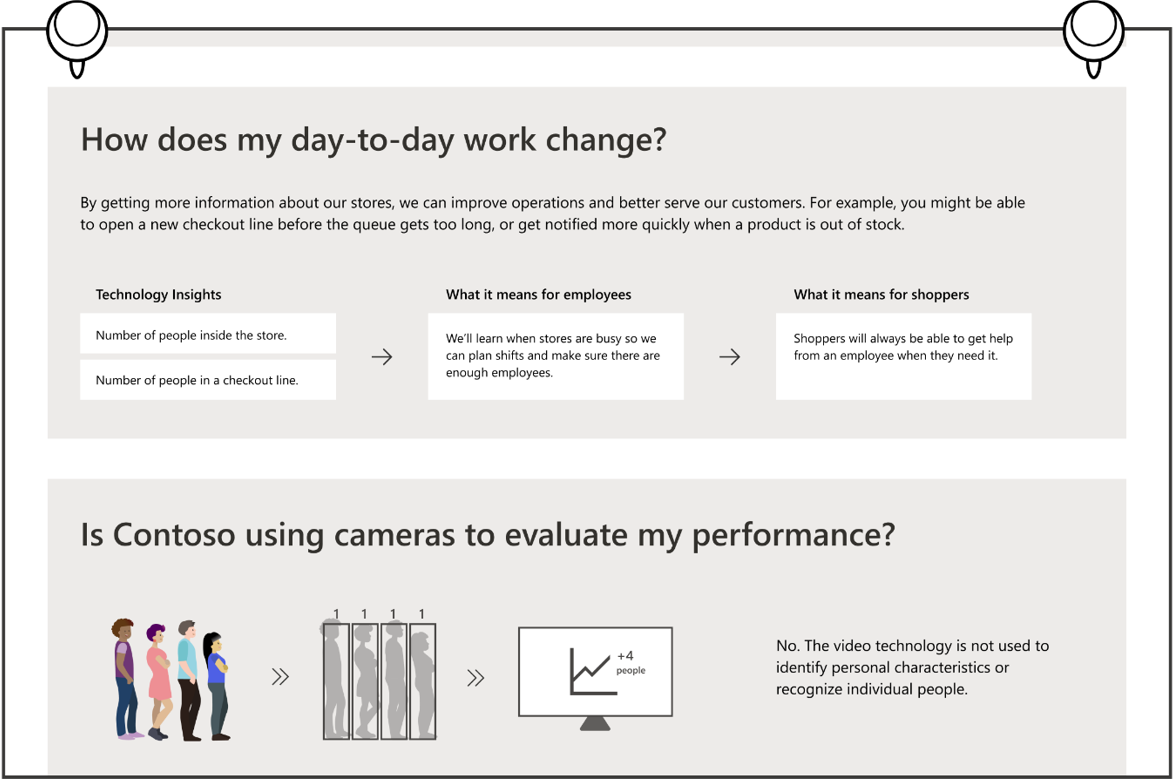 How does my day-to-day work change?
By getting more information about our stores, we can improve operations and better serve our customers. For example, you might be able
to open a new checkout line before the queue gets too long, or get notified more quickly when a product is out of stock.
Technology Insights
Number of people inside the store.
Number of people in a checkout line.
What it means for employees
We'll learn when stores are busy so we
can plan shifts and make sure there are
enough employees.
What it means for shoppers
Shoppers will always be able to get help
from an employee when they need it.
Is Contoso using cameras to evaluate my performance?
1 1 1 1
+4
people
No. The video technology is not used to
identify personal characteristics or
recognize individual people.